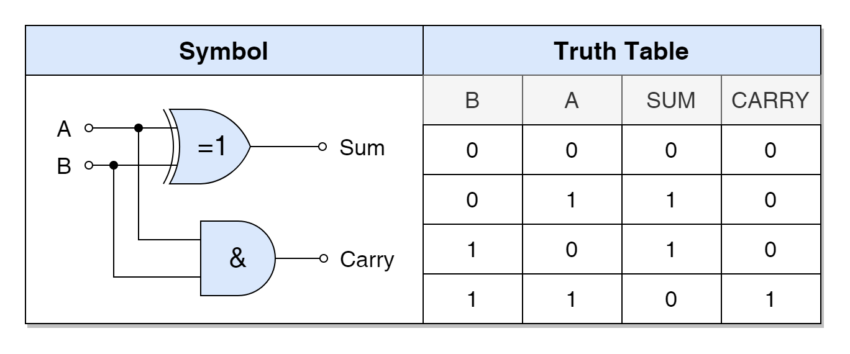 Symbol
Truth Table
A
B
=1
Sum
&
Carry
B A SUM CARRY
0 0 0 0
0 1 1 0
1 0 1 0
1 1 0 1